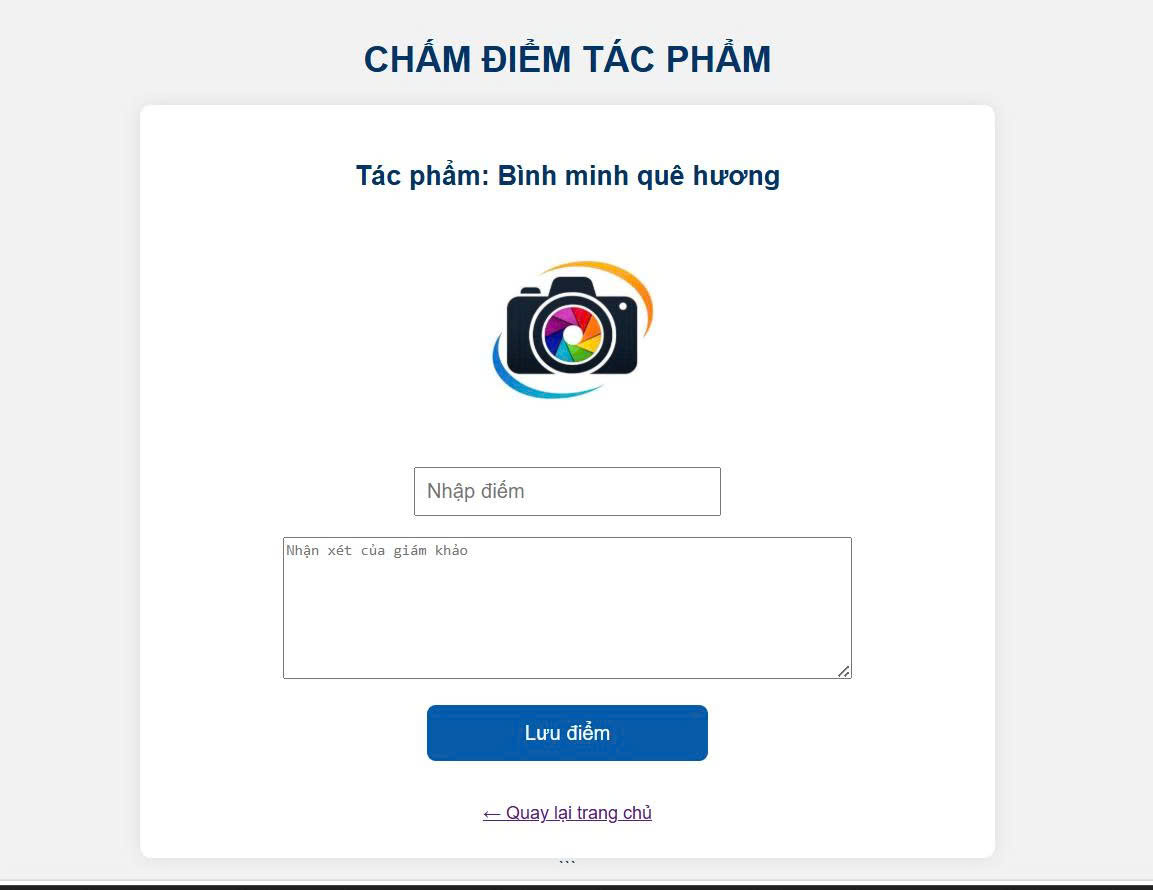 CHẤM ĐIỂM TÁC PHẨM
Tác phẩm: Bình minh quê hương
Nhập điểm
Nhận xét của giám khảo
Lưu điểm
← Quay lại trang chủ
```